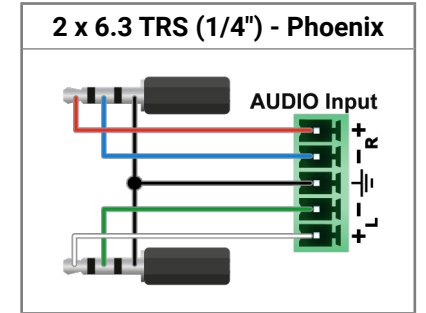 2 x 6.3 TRS (1/4") - Phoenix
AUDIO Input
+
R
−
−
L
+